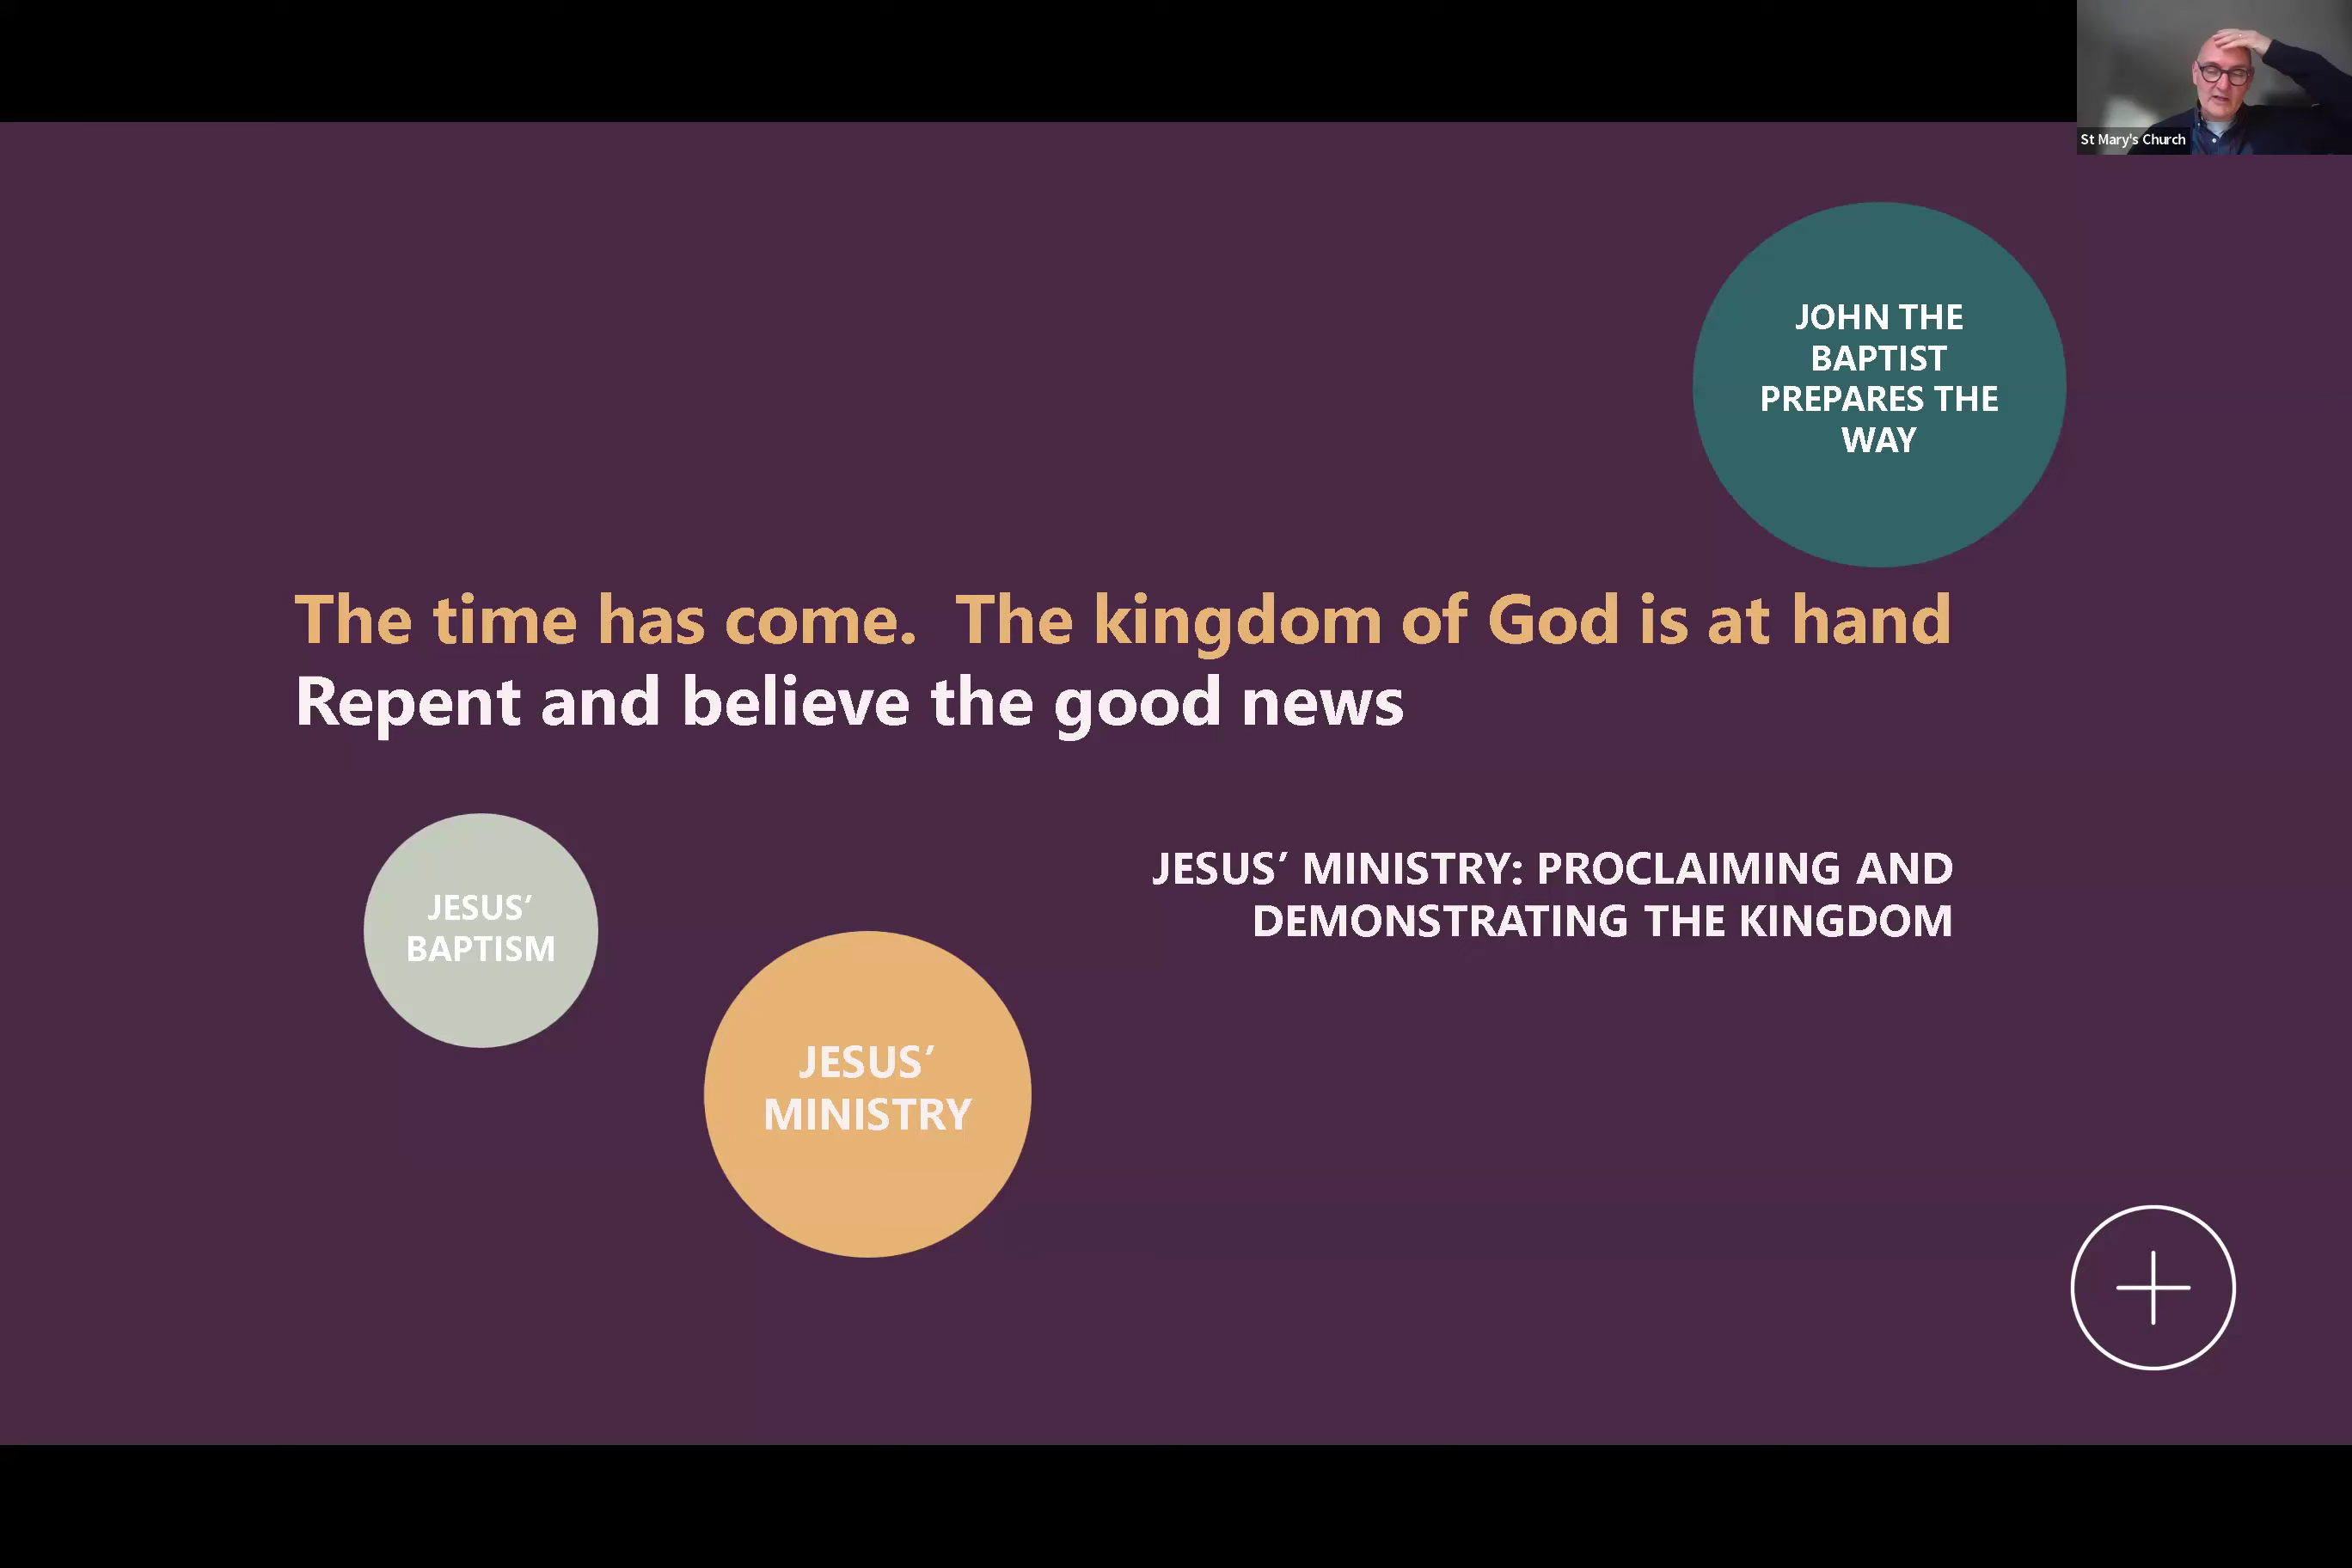 St Mary's Church
JOHN THE
BAPTIST
PREPARES THE
WAY
The time has come.  The kingdom of God is at hand
Repent and believe the good news
JESUS’
BAPTISM
JESUS’ MINISTRY: PROCLAIMING AND
DEMONSTRATING THE KINGDOM
JESUS’
MINISTRY